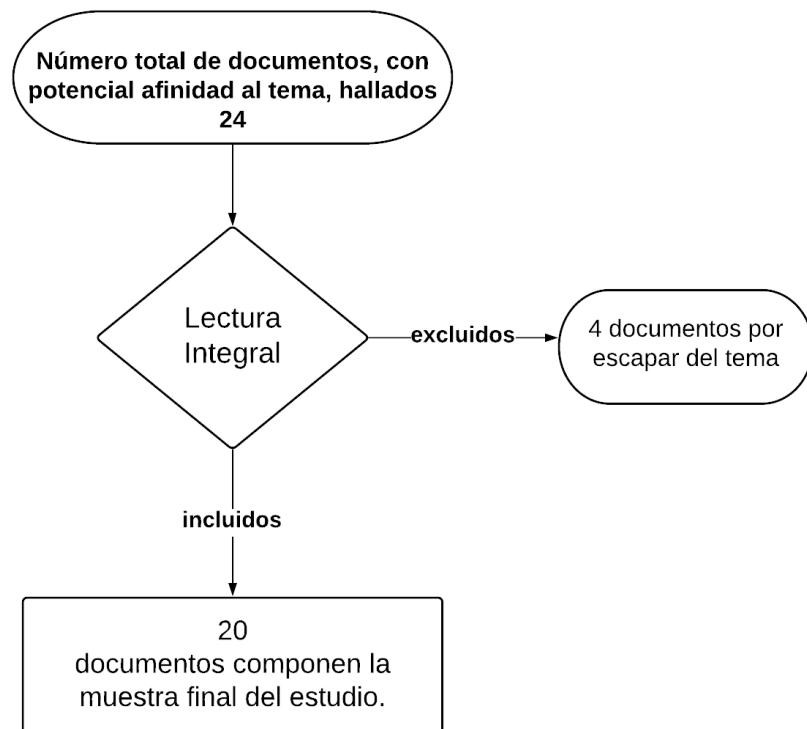 Número total de documentos, con
potencial afinidad al tema, hallados
24
Lectura
Integral
excluidos
4 documentos por
escapar del tema
incluidos
20
documentos componen la
muestra final del estudio.